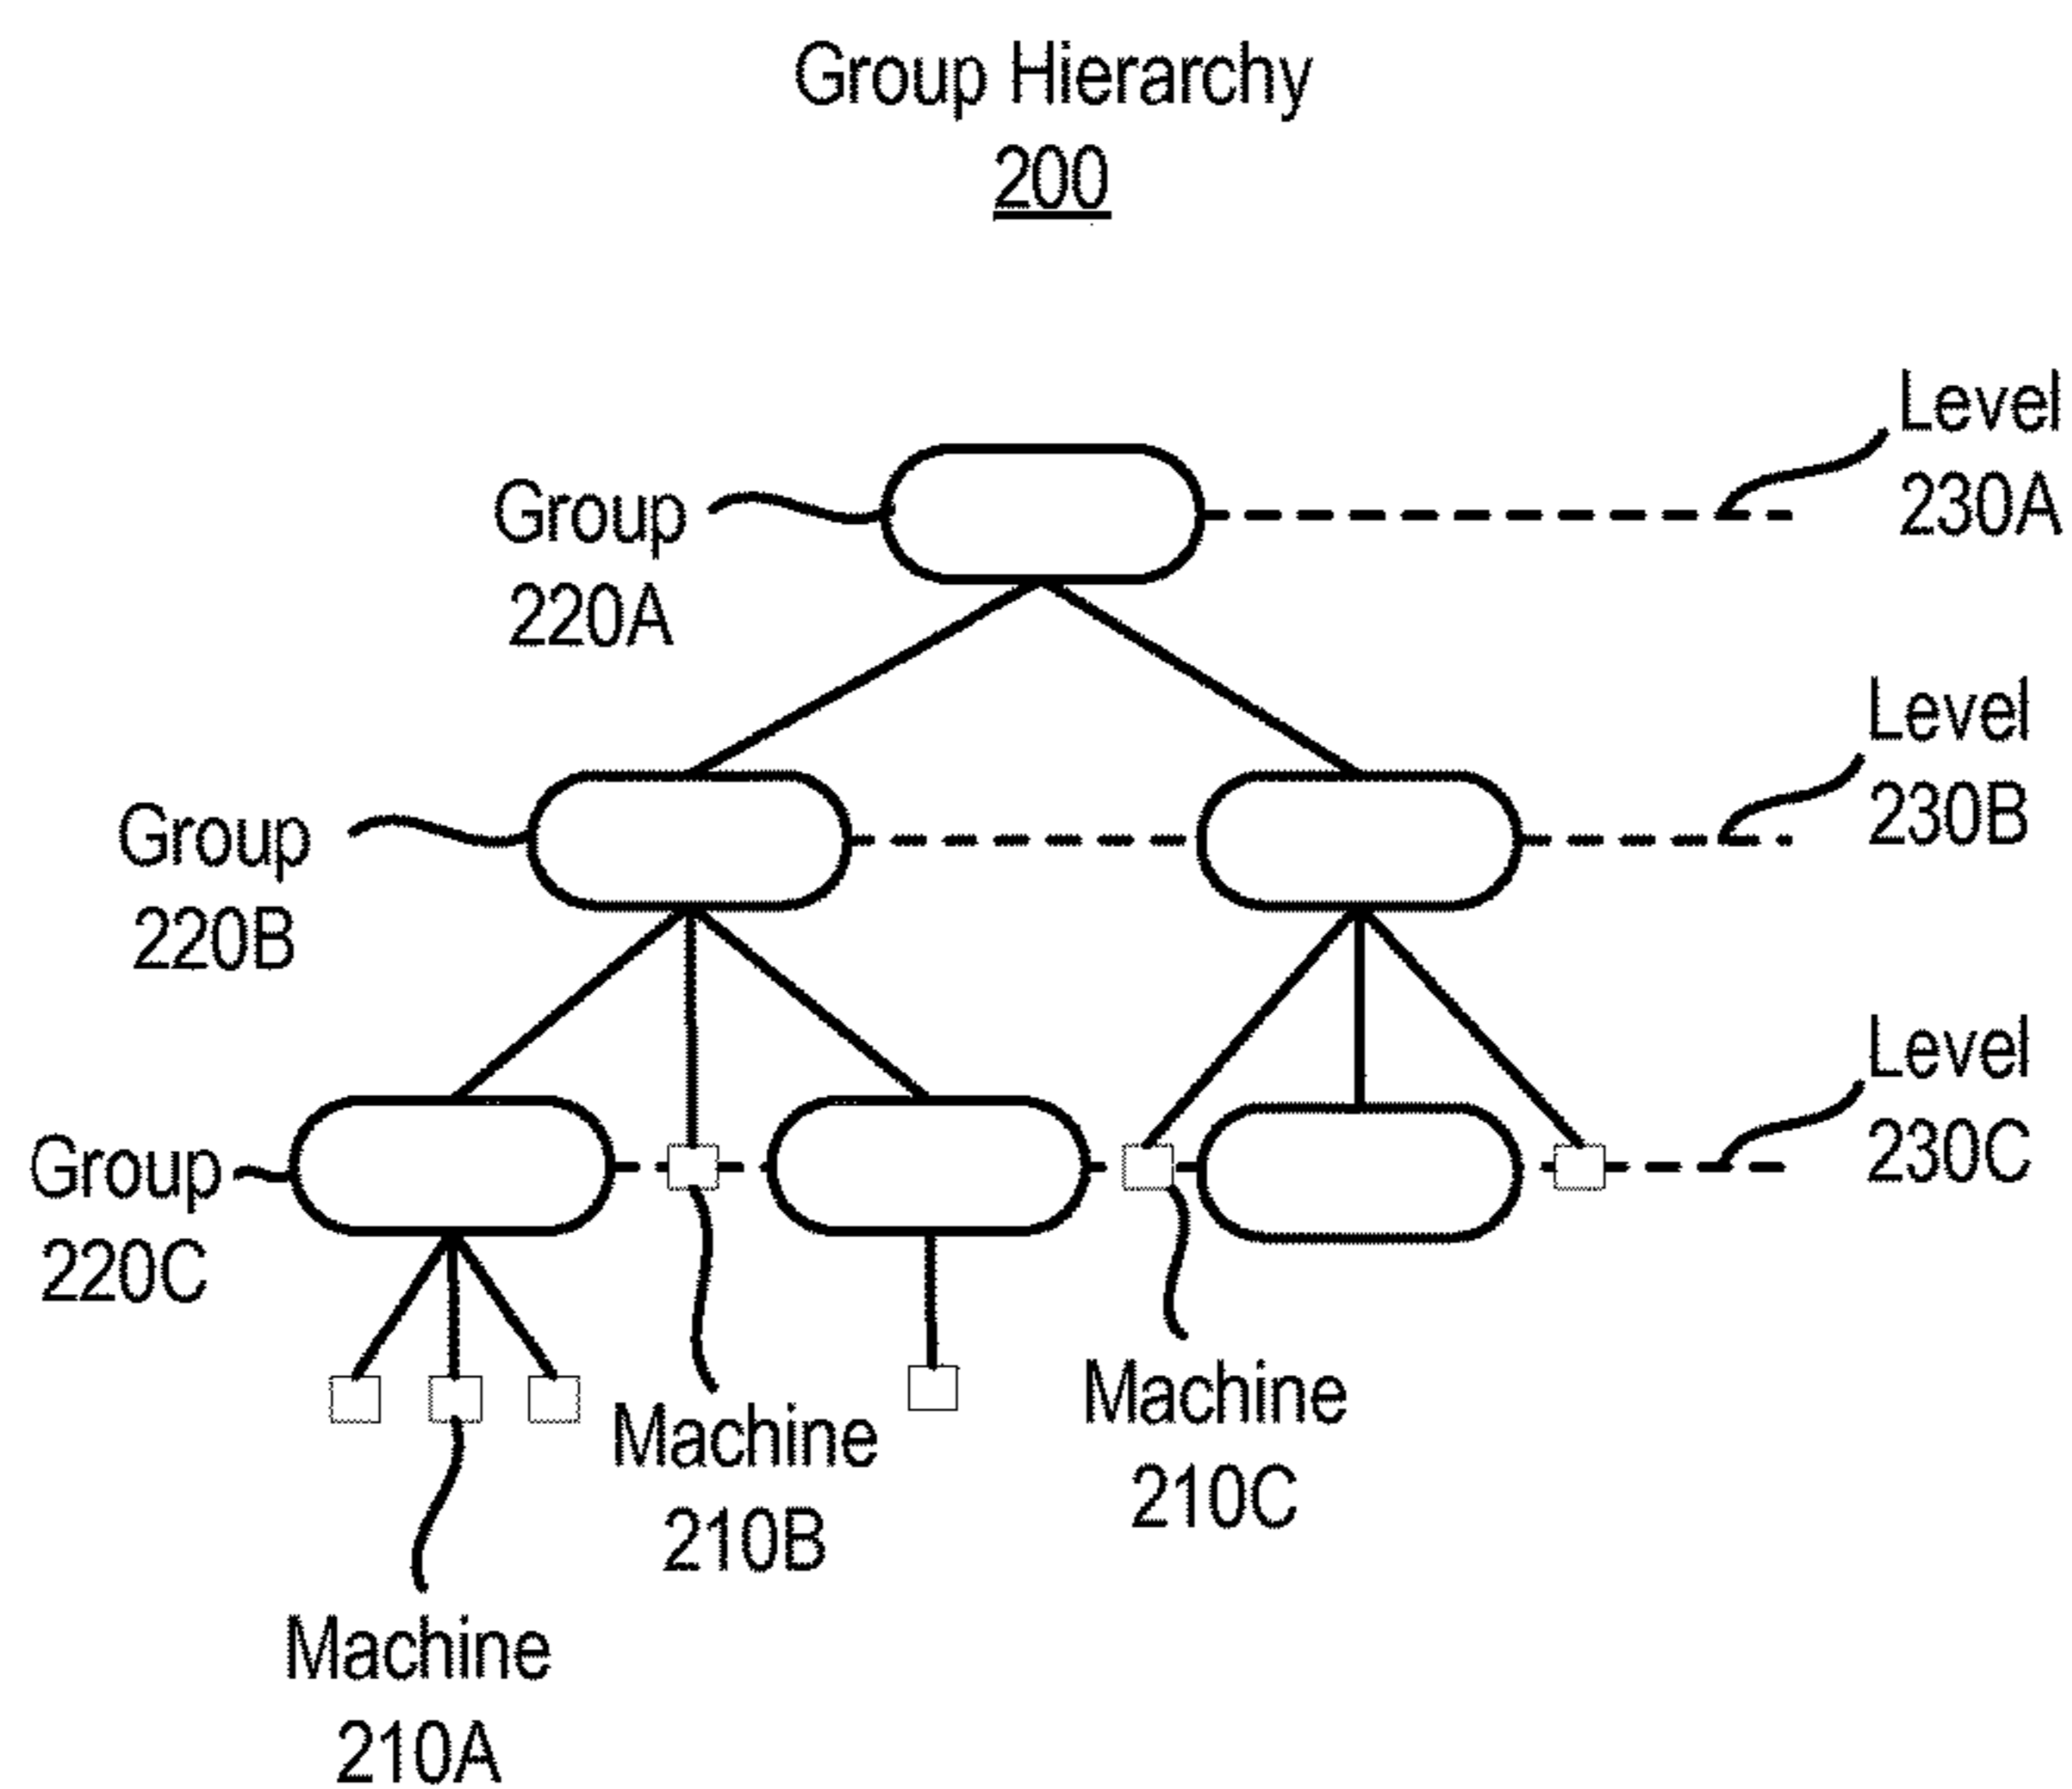 Group Hierarchy
200
Level
230A
Group
220A
Level
230B
Group
220B
Level
230C
Group
220C
Machine
210C
Machine
210B
Machine
210A